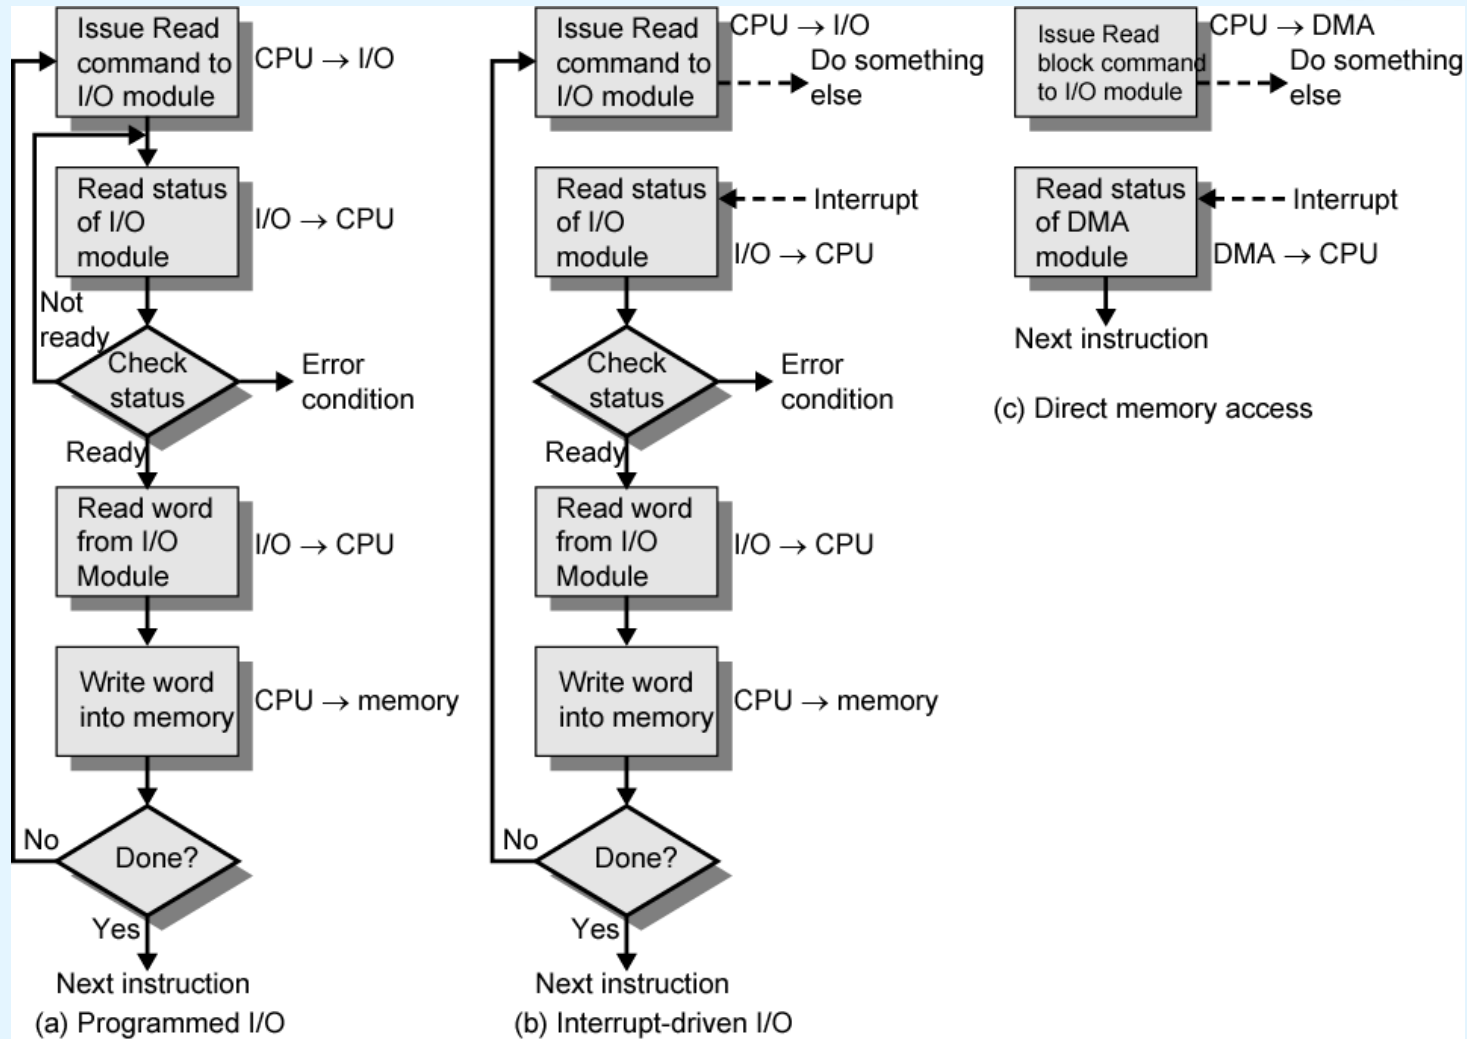 Issue Read
command to
I/O module
CPU → I/O
Read status
of I/O
module
I/O → CPU
Not
ready
Check
status
Error
condition
Ready
Read word
from I/O
Module
I/O → CPU
Write word
into memory
CPU → memory
No
Done?
Yes
Next instruction
(a) Programmed I/O
Issue Read
command to
I/O module
CPU → I/O
Do something
else
Read status
of I/O
module
Interrupt
I/O → CPU
Check
status
Error
condition
Ready
Read word
from I/O
Module
I/O → CPU
Write word
into memory
CPU → memory
No
Done?
Yes
Next instruction
(b) Interrupt-driven I/O
Issue Read
block command
to I/O module
CPU → DMA
Do something
else
Read status
of DMA
module
Interrupt
DMA → CPU
Next instruction
(c) Direct memory access